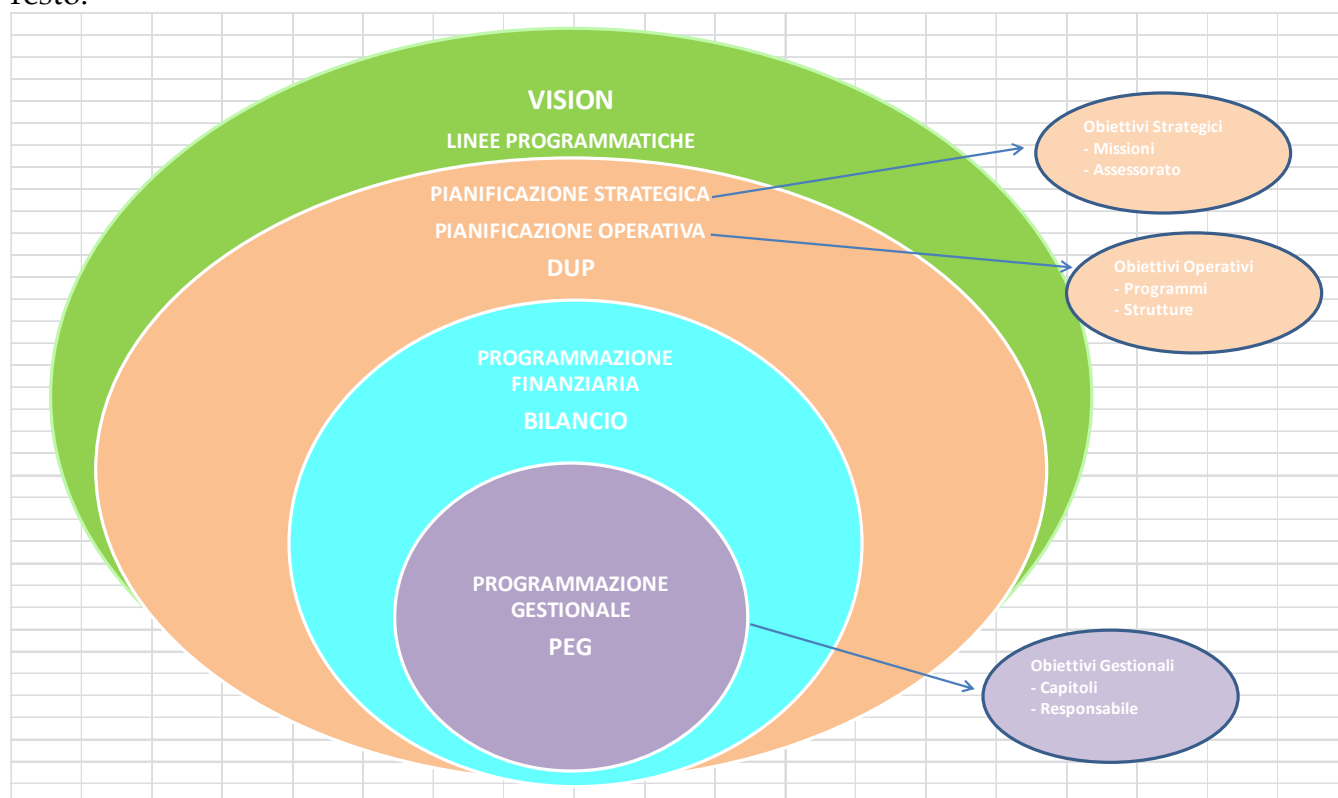 VISION
LINEE PROGRAMMATICHE
PIANIFICAZIONE STRATEGICA
PIANIFICAZIONE OPERATIVA
DUP
PROGRAMMAZIONE
FINANZIARIA
BILANCIO
PROGRAMMAZIONE
GESTIONALE
PEG
Obiettivi Strategici
- Missioni
- Assessorato
Obiettivi Operativi
- Programmi
- Strutture
Obiettivi Gestionali
- Capitoli
- Responsabile